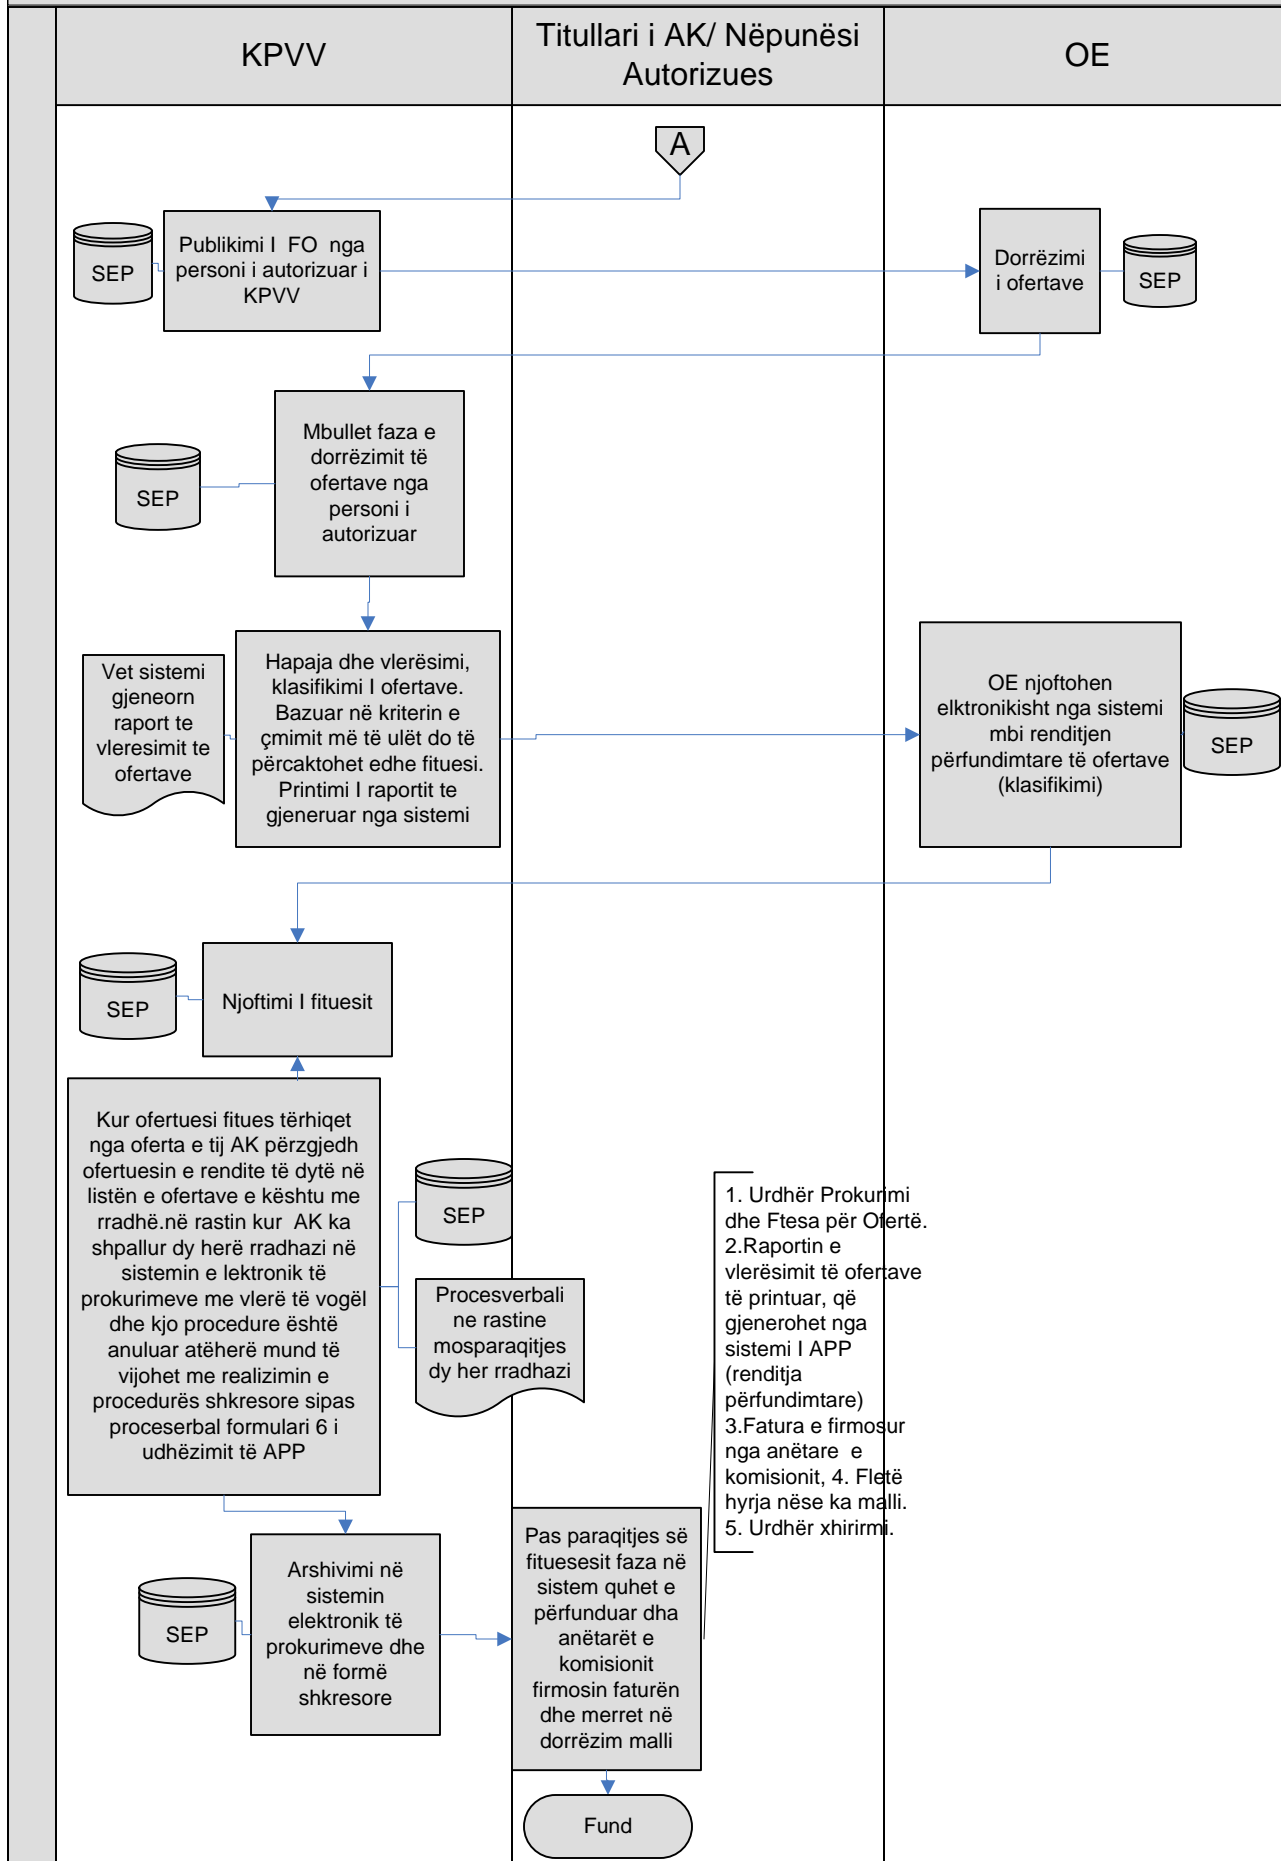 KPVV
Titullari i AK/ Nëpunësi
Autorizues
OE
A
SEP
Publikimi I  FO  nga
personi i autorizuar i
KPVV
Dorrëzimi
i ofertave
SEP
SEP
Mbullet faza e
dorrëzimit të
ofertave nga
personi i
autorizuar
Vet sistemi
gjeneorn
raport te
vleresimit te
ofertave
Hapaja dhe vlerësimi,
klasifikimi I ofertave.
Bazuar në kriterin e
çmimit më të ulët do të
përcaktohet edhe fituesi.
Printimi I raportit te
gjeneruar nga sistemi
OE njoftohen
elktronikisht nga sistemi
mbi renditjen
përfundimtare të ofertave
(klasifikimi)
SEP
SEP
Njoftimi I fituesit
Kur ofertuesi fitues tërhiqet
nga oferta e tij AK përzgjedh
ofertuesin e rendite të dytë në
listën e ofertave e kështu me
rradhë.në rastin kur  AK ka
shpallur dy herë rradhazi në
sistemin e lektronik të
prokurimeve me vlerë të vogël
dhe kjo procedure është
anuluar atëherë mund të
vijohet me realizimin e
procedurës shkresore sipas
proceserbal formulari 6 i
udhëzimit të APP
SEP
Procesverbali
ne rastine
mosparaqitjes
dy her rradhazi
1. Urdhër Prokurimi
dhe Ftesa për Ofertë.
2.Raportin e
vlerësimit të ofertave
të printuar, që
gjenerohet nga
sistemi I APP
(renditja
përfundimtare)
3.Fatura e firmosur
nga anëtare  e
komisionit, 4. Fletë
hyrja nëse ka malli.
5. Urdhër xhirirmi.
SEP
Arshivimi në
sistemin
elektronik të
prokurimeve dhe
në formë
shkresore
Pas paraqitjes së
fituesesit faza në
sistem quhet e
përfunduar dha
anëtarët e
komisionit
firmosin faturën
dhe merret në
dorrëzim malli
Fund